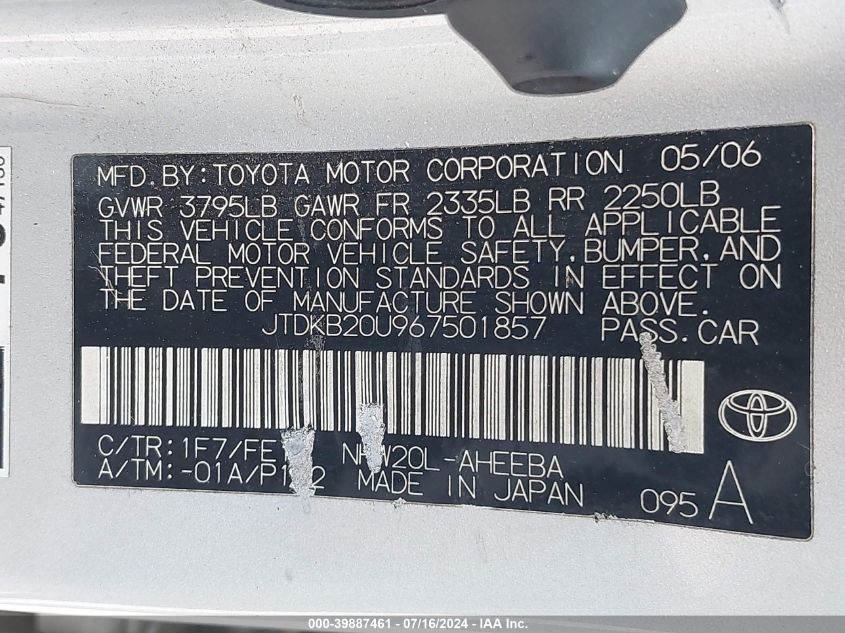 MFD. BY: TOYOTA MOTOR CORPORATION 05/06
GVWR 3795LB GAWR FR 2335LB RR 2250LB
THIS VEHICLE CONFORMS TO ALL APPLICABLE
FEDERAL MOTOR VEHICLE SAFETY, BUMPER, AND
THEFT PREVENTION STANDARDS IN EFFECT ON
THE DATE OF MANUFACTURE SHOWN ABOVE.
JTDKB20U967501857 PASS. CAR
C/TR: 1F7/FE W20L-AHEEBA
A/TM: -01A/P112 MADE IN JAPAN
095 A
000-39887461 - 07/16/2024 - IAA Inc.